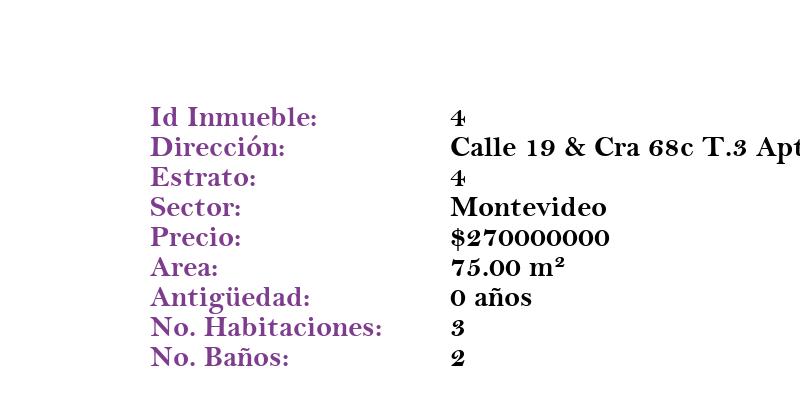 Id Inmueble: 4
Dirección: Calle 19 & Cra 68c T.3 Apt
Estrato: 4
Sector: Montevideo
Precio: $270000000
Area: 75.00 m²
Antigüedad: 0 años
No. Habitaciones: 3
No. Baños: 2